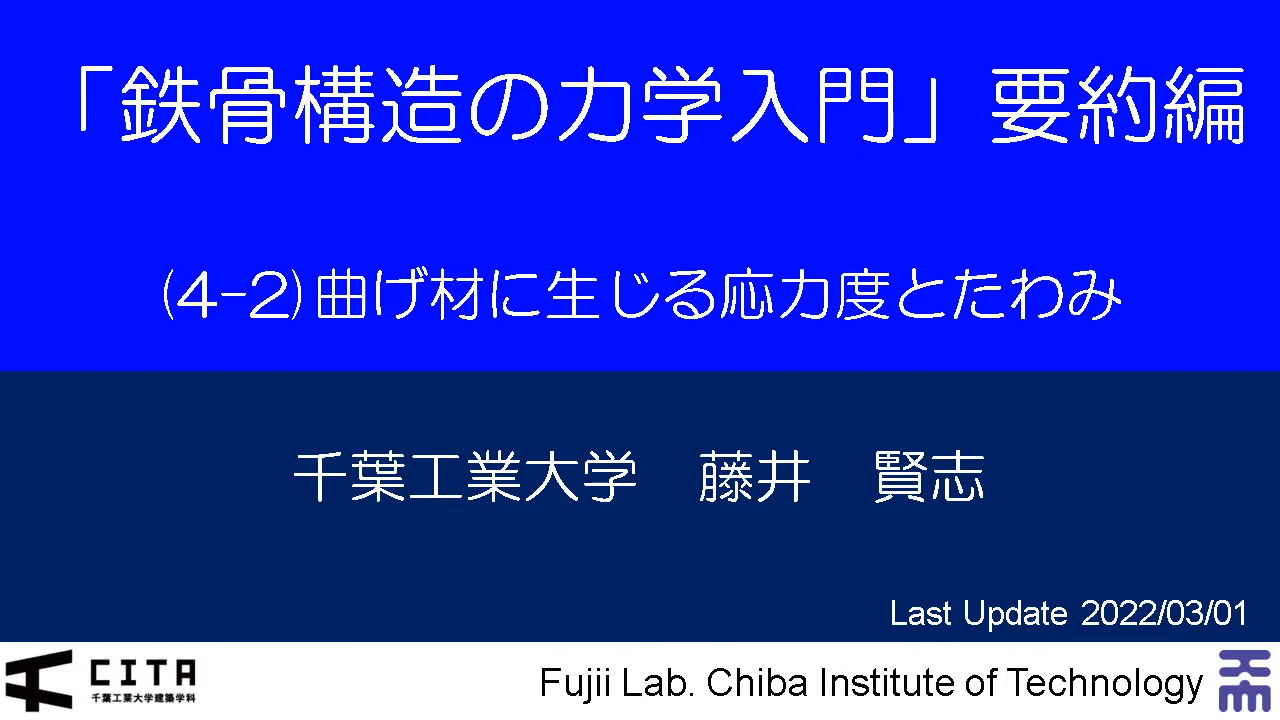 「鉄骨構造の力学入門」要約編
(4-2)曲げ材に生じる応力度とたわみ
千葉工業大学　藤井　賢志
Last Update 2022/03/01
CITA
千葉工業大学建築学科
Fujii Lab. Chiba Institute of Technology